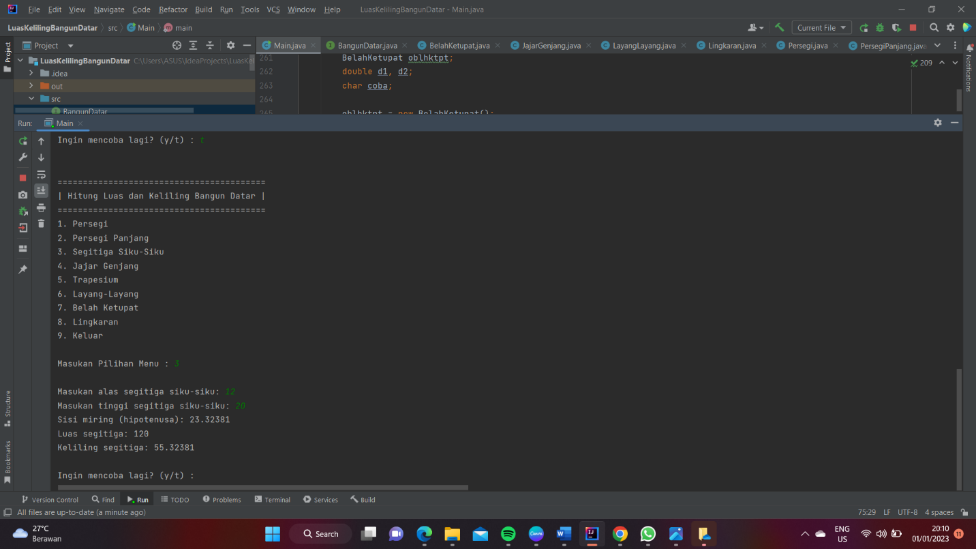 File Edit View Navigate Code Refactor Build Run Tools VCS Window Help LuasKelilingBangunDatar - Main.java
LuasKelilingBangunDatar src Main main Current File
Project Main.java BangunDatar.java BelahKetupat.java JajarGenjang.java LayangLayang.java Lingkaran.java Persegi.java PersegiPanjang.java
LuasKelilingBangunDatar
.idea
out
src
BangunDatar
Project
Notifications
261 BelahKetupat oblhktpt;
262 double d1, d2;
263 char coba;
264
265 oblhktpt = new BelahKetupat();
209
Run: Main
Ingin mencoba lagi? (y/t) :
=========================================
| Hitung Luas dan Keliling Bangun Datar |
=========================================
1. Persegi
2. Persegi Panjang
3. Segitiga Siku-Siku
4. Jajar Genjang
5. Trapesium
6. Layang-Layang
7. Belah Ketupat
8. Lingkaran
9. Keluar
Masukan Pilihan Menu : 3
Masukan alas segitiga siku-siku: 12
Masukan tinggi segitiga siku-siku: 20
Sisi miring (hipotenusa): 23.32381
Luas segitiga: 120
Keliling segitiga: 55.32381
Ingin mencoba lagi? (y/t) :
Structure
Bookmarks
Version Control Find Run TODO Problems Terminal Services Build
All files are up-to-date (a minute ago) 75:29 LF UTF-8 4 spaces
27°C
Berawan
Search
ENG
US
20:10
01/01/2023
11